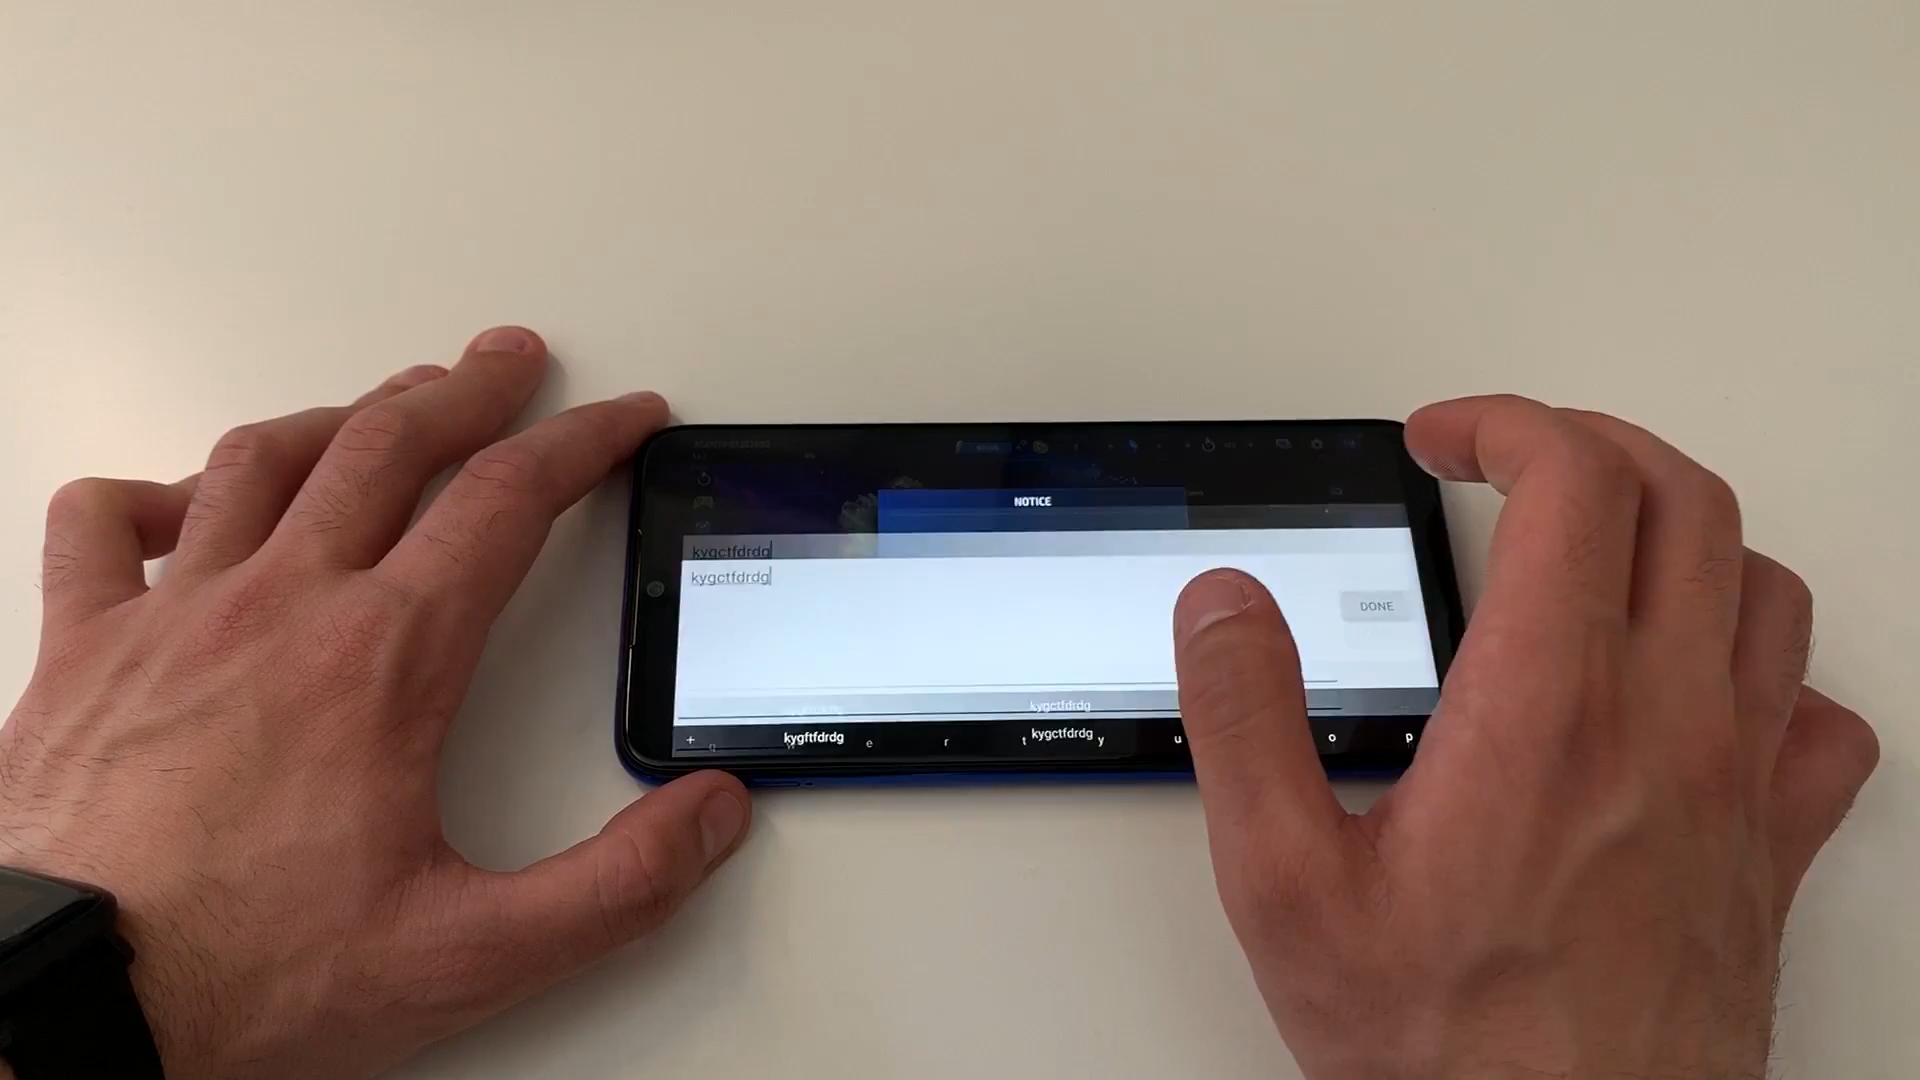 NOTICE
kygctfdrdg
kygctfdrdg
DONE
kygctfdrdg
+ kygftfdrdg kygctfdrdg
q w e r t y u o p